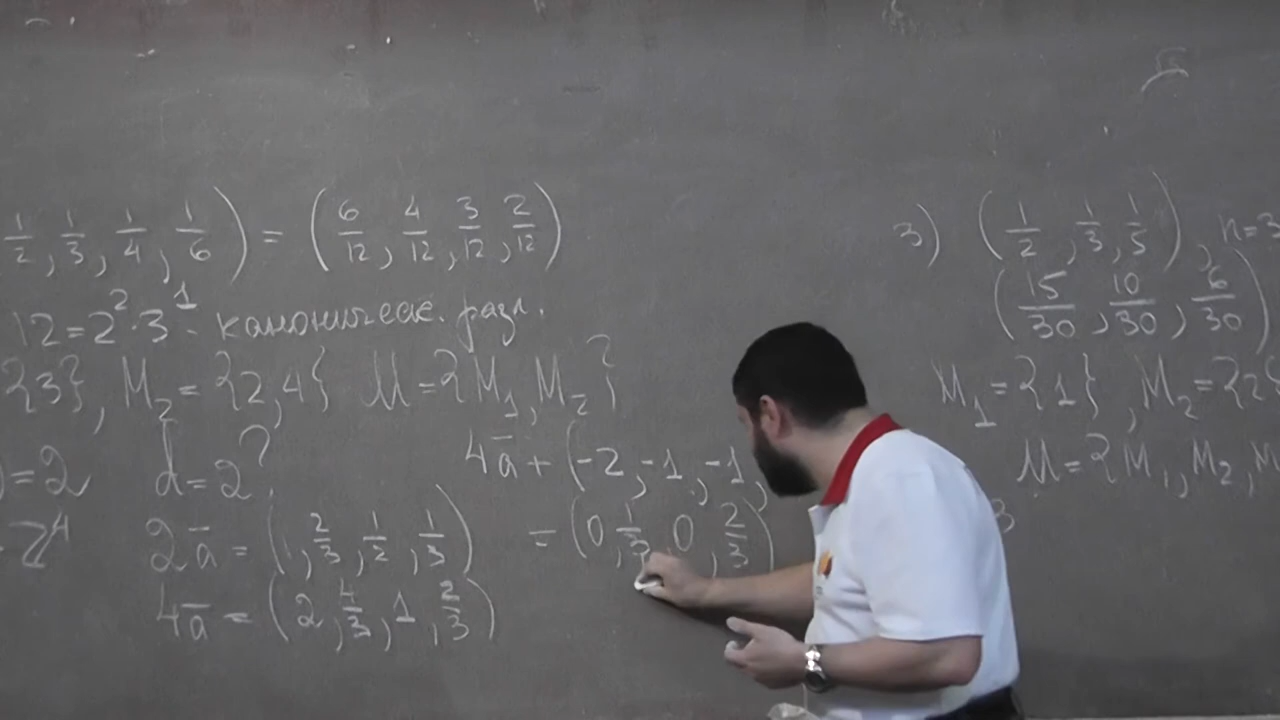 1/2, 1/3, 1/4, 1/6) = (6/12, 4/12, 3/12, 2/12)
12=2²·3¹- каноническ. разл.
{3}, M₂={2,4} M={M₁,M₂}
)=2 d=2
4ā+(-2,-1,-1,
=(0,1/3,0,2/3)
Z⁴ 2ā=(1,2/3,1/2,1/3)
4ā=(2,4/3,1,2/3)
3) (1/2,1/3,1/5), n=3
(15/30,10/30,6/30)
M₁={1}, M₂={2}
M={M₁,M₂,M